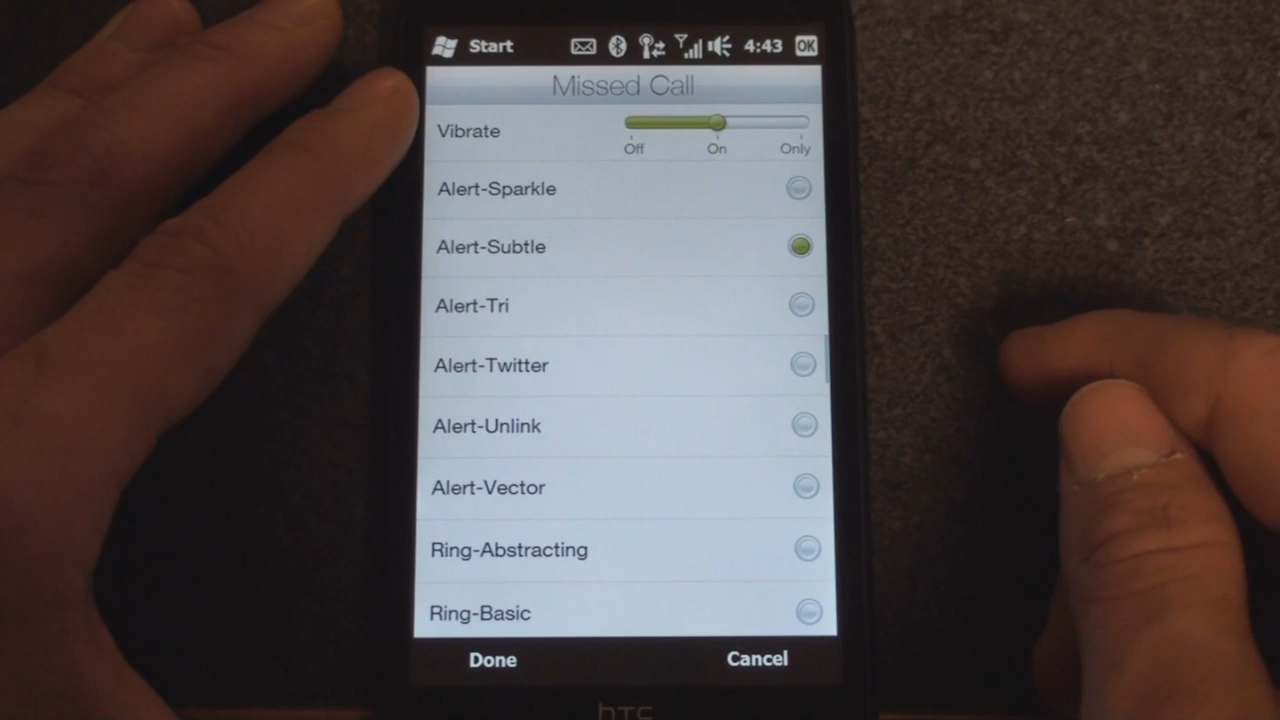 Start 4:43 OK
Missed Call
Vibrate
Off On Only
Alert-Sparkle
Alert-Subtle
Alert-Tri
Alert-Twitter
Alert-Unlink
Alert-Vector
Ring-Abstracting
Ring-Basic
Done Cancel
hTC